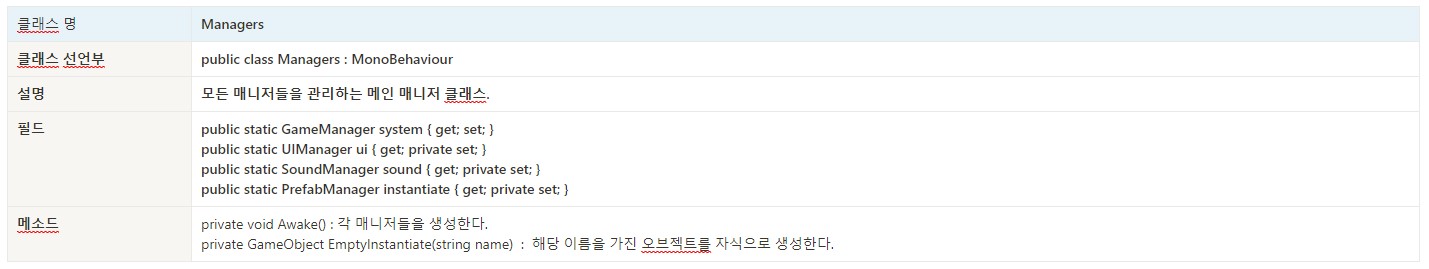 클래스 명 Managers
클래스 선언부 public class Managers : MonoBehaviour
설명 모든 매니저들을 관리하는 메인 매니저 클래스.
필드 public static GameManager system { get; set; }
public static UIManager ui { get; private set; }
public static SoundManager sound { get; private set; }
public static PrefabManager instantiate { get; private set; }
메소드 private void Awake() : 각 매니저들을 생성한다.
private GameObject EmptyInstantiate(string name) : 해당 이름을 가진 오브젝트를 자식으로 생성한다.